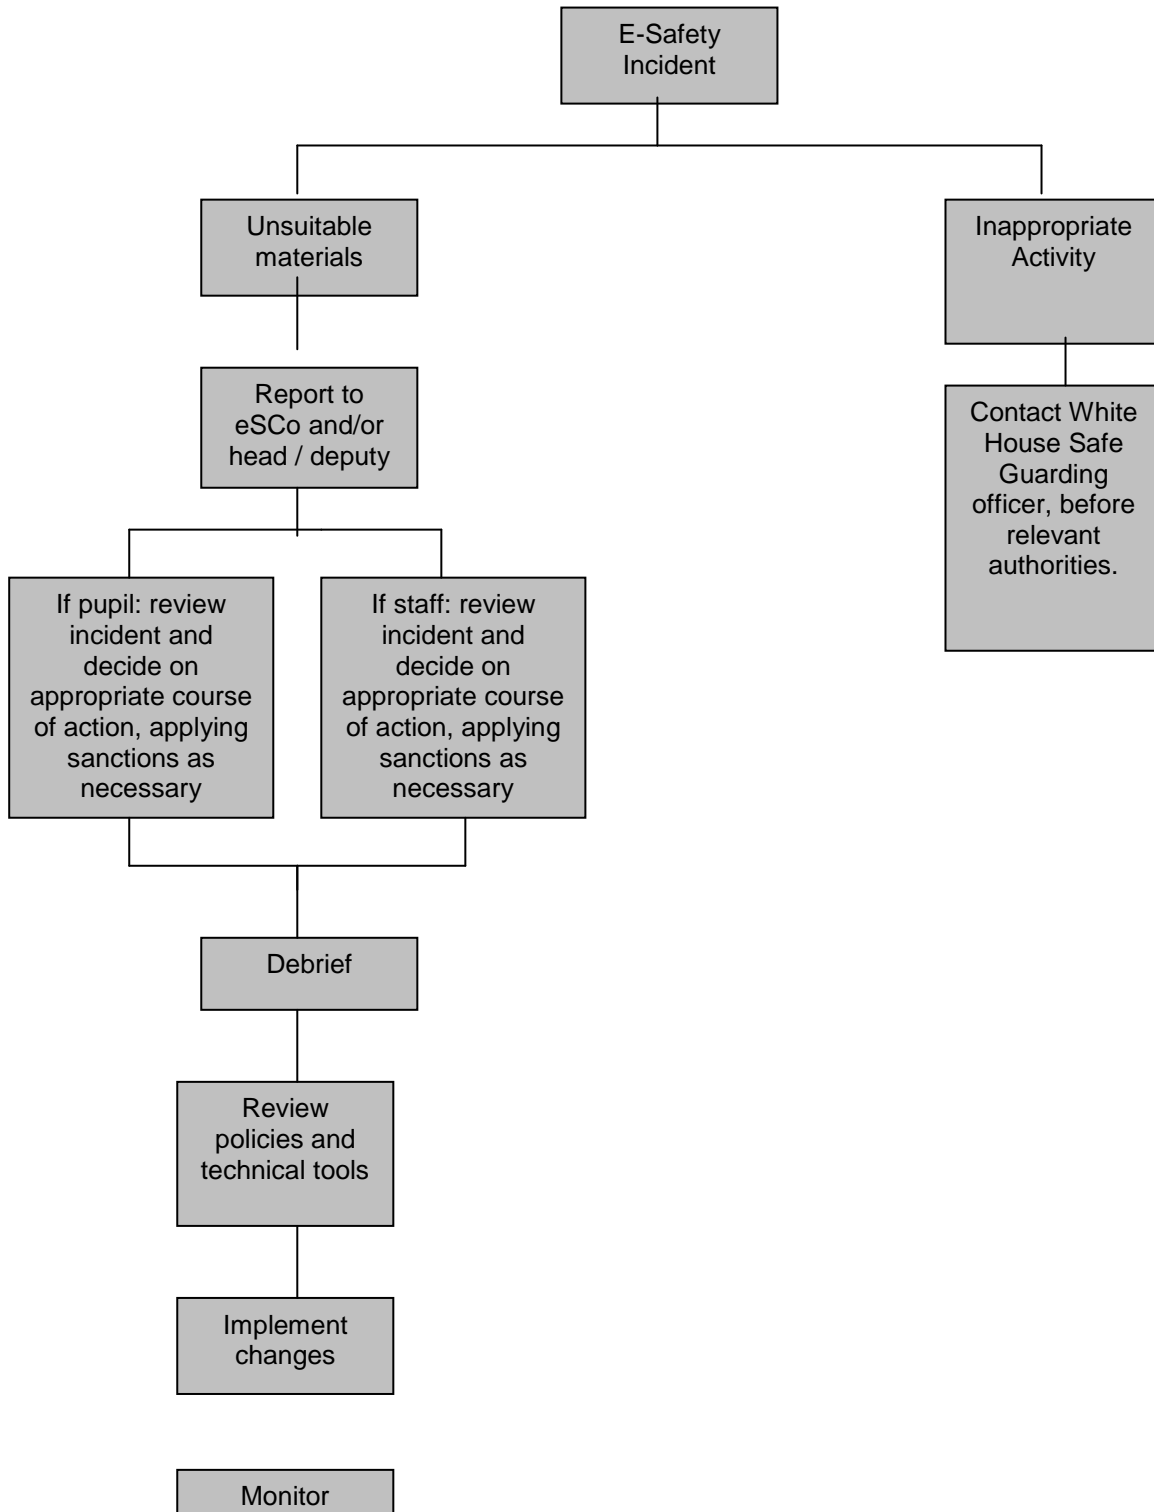 E-Safety
Incident
Unsuitable
materials
Inappropriate
Activity
Report to
eSCo and/or
head / deputy
Contact White
House Safe
Guarding
officer, before
relevant
authorities.
If pupil: review
incident and
decide on
appropriate course
of action, applying
sanctions as
necessary
If staff: review
incident and
decide on
appropriate course
of action, applying
sanctions as
necessary
Debrief
Review
policies and
technical tools
Implement
changes
Monitor